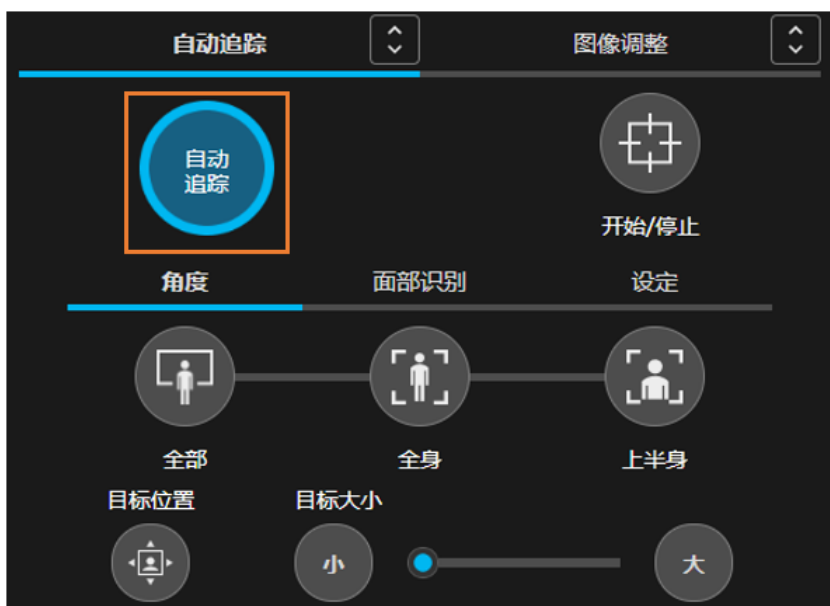 自动追踪 图像调整
自动
追踪
开始/停止
角度 面部识别 设定
全部 全身 上半身
目标位置 目标大小
小 大